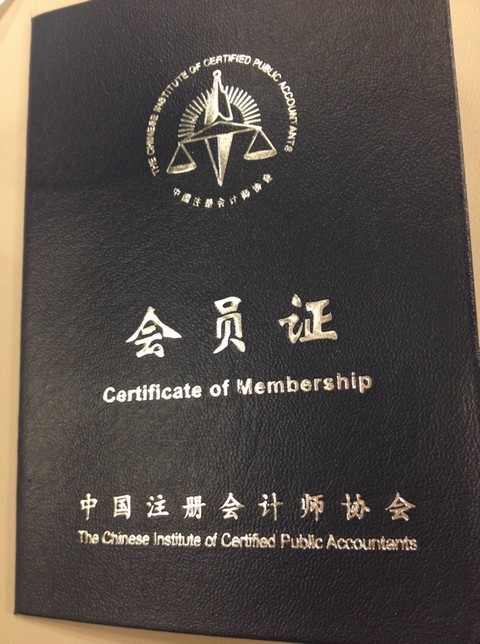 THE CHINESE INSTITUTE OF CERTIFIED PUBLIC ACCOUNTANTS
中国注册会计师协会
会员证
Certificate of Membership
中国注册会计师协会
The Chinese Institute of Certified Public Accountants